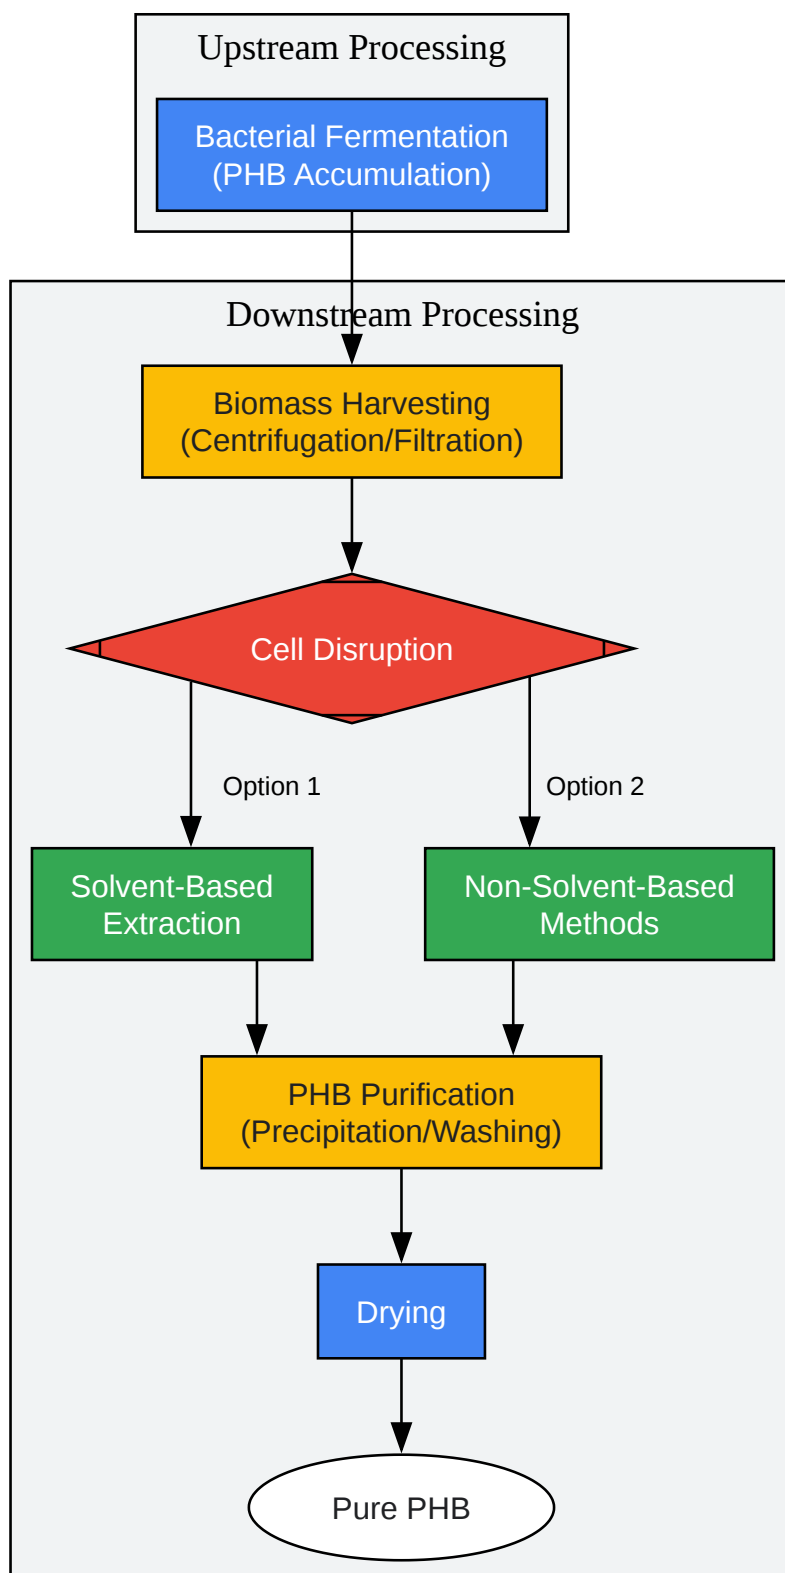 Upstream Processing
Bacterial Fermentation
(PHB Accumulation)
Downstream Processing
Biomass Harvesting
(Centrifugation/Filtration)
Cell Disruption
Option 1
Option 2
Solvent-Based
Extraction
Non-Solvent-Based
Methods
PHB Purification
(Precipitation/Washing)
Drying
Pure PHB